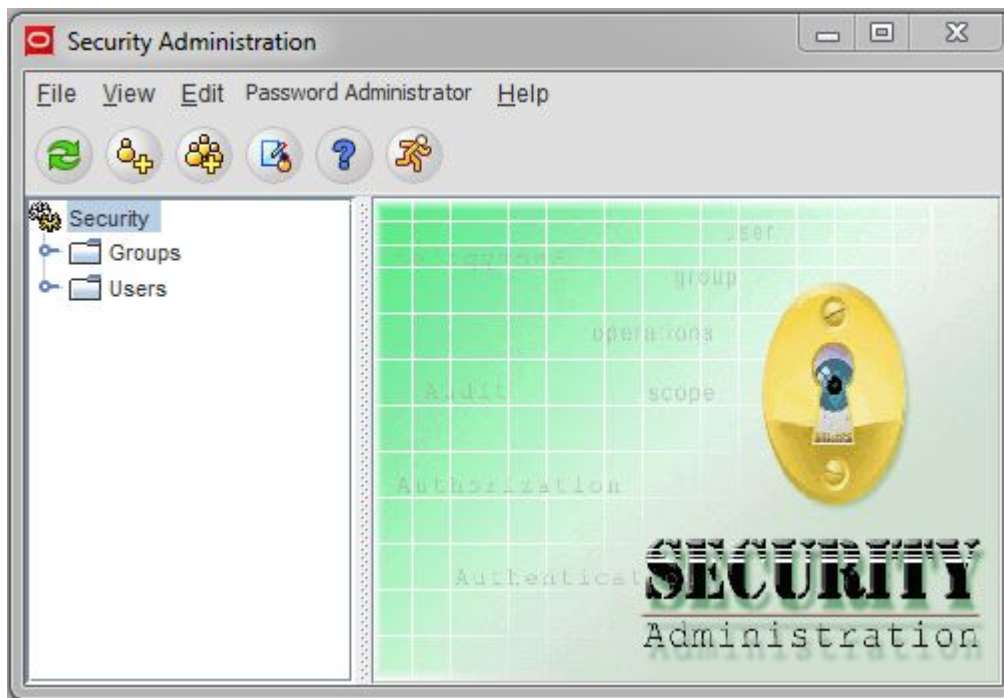 Security Administration
File View Edit Password Administrator Help
Security
Groups
Users
user
group
operations
Audit
scope
Authorization
SECURITY
Administration